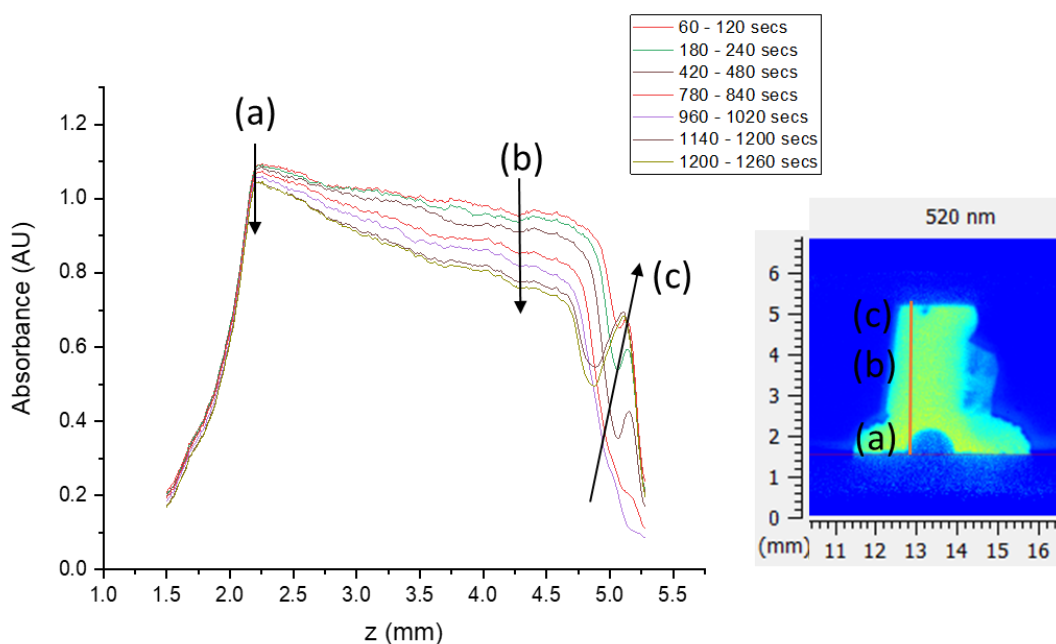 60 - 120 secs
180 - 240 secs
420 - 480 secs
780 - 840 secs
960 - 1020 secs
1140 - 1200 secs
1200 - 1260 secs
(a)
(b)
(c)
1.2
1.0
0.8
0.6
0.4
0.2
0.0
Absorbance (AU)
1.0 1.5 2.0 2.5 3.0 3.5 4.0 4.5 5.0 5.5
z (mm)
520 nm
6
5
4
3
2
1
0
(c)
(b)
(a)
(mm) 11 12 13 14 15 16